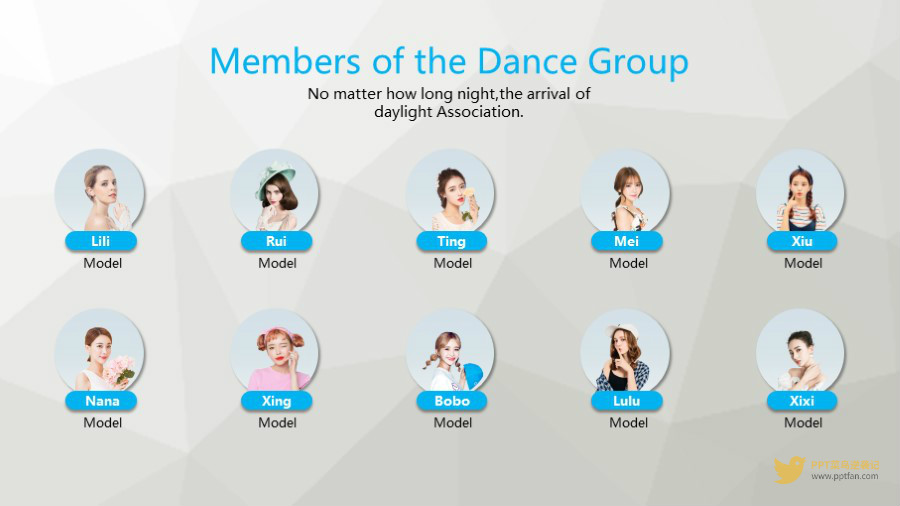 Members of the Dance Group
No matter how long night,the arrival of
daylight Association.
Lili
Rui
Ting
Mei
Xiu
Model
Model
Model
Model
Model
Nana
Xing
Bobo
Lulu
Xixi
Model
Model
Model
Model
Model
www.pptfan.com